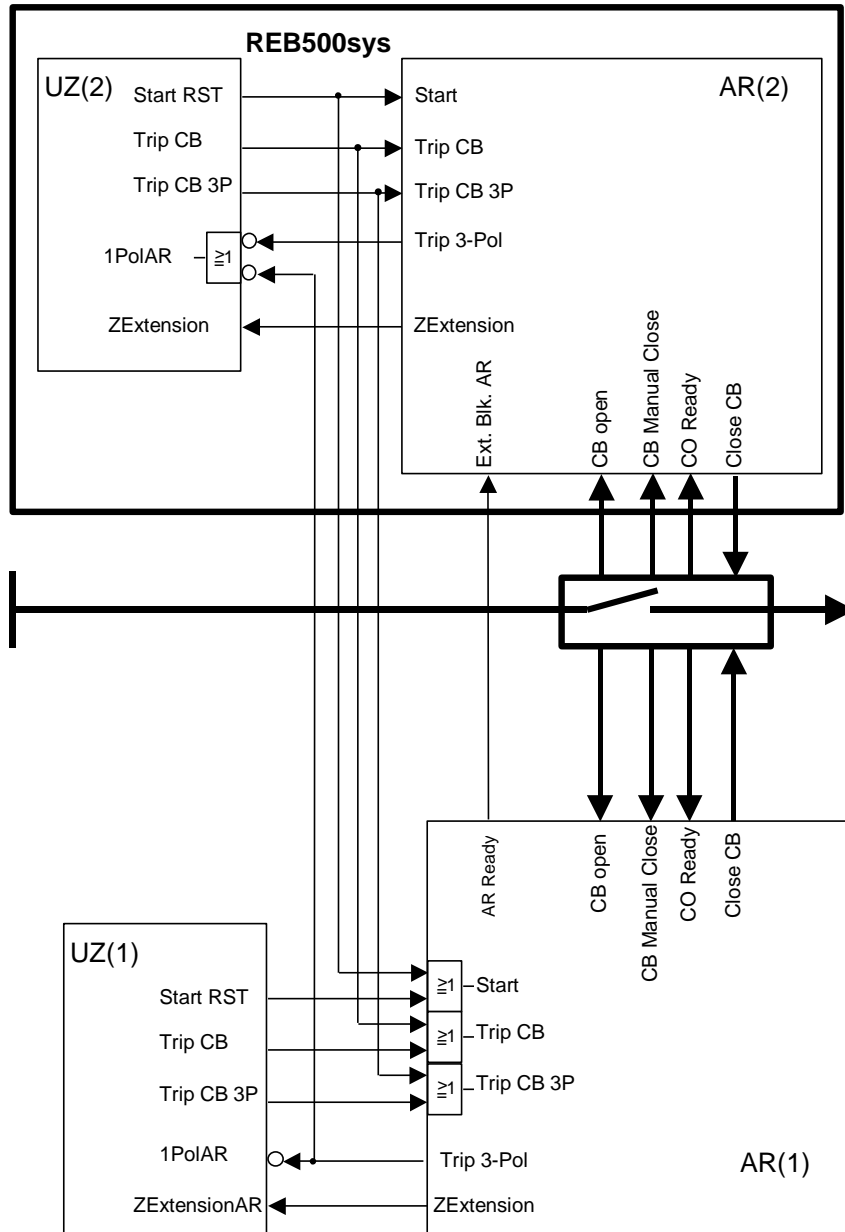 REB500sys
UZ(2)
AR(2)
Start RST
Start
Trip CB
Trip CB
Trip CB 3P
Trip CB 3P
Trip 3-Pol
1PolAR
≧1
ZExtension
ZExtension
Ext. Blk. AR
CB open
CB Manual Close
CO Ready
Close CB
AR Ready
CB open
CB Manual Close
CO Ready
Close CB
UZ(1)
≧1
Start
Start RST
≧1
Trip CB
Trip CB
≧1
Trip CB 3P
Trip CB 3P
1PolAR
Trip 3-Pol
AR(1)
ZExtensionAR
ZExtension